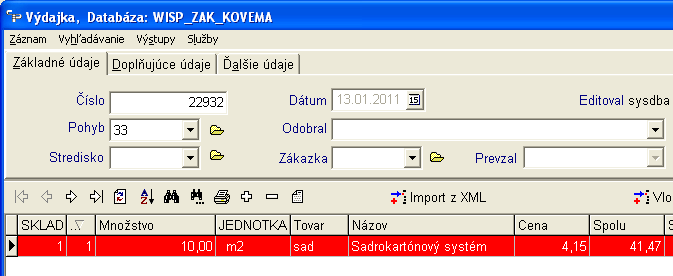 Výdajka, Databáza: WISP_ZAK_KOVEMA
Záznam Vyhľadávanie Výstupy Služby
Základné údaje Doplňujúce údaje Ďalšie údaje
Číslo 22932 Dátum 13.01.2011 15 Editoval sysdba
Pohyb 33 Odobral
Stredisko Zákazka Prevzal
Import z XML Vlo
SKLAD .. Množstvo JEDNOTKA Tovar Názov Cena Spolu S
1 1 10,00 m2 sad Sadrokartónový systém 4,15 41,47